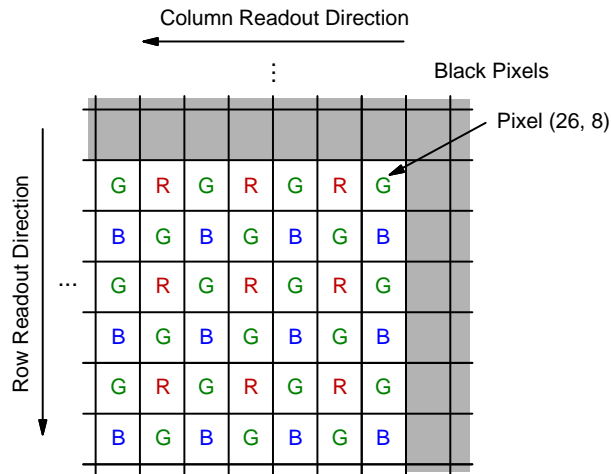 Column Readout Direction
...
Black Pixels
Pixel (26, 8)
G R G R G R G
B G B G B G B
G R G R G R G
...
B G B G B G B
G R G R G R G
B G B G B G B
Row Readout Direction